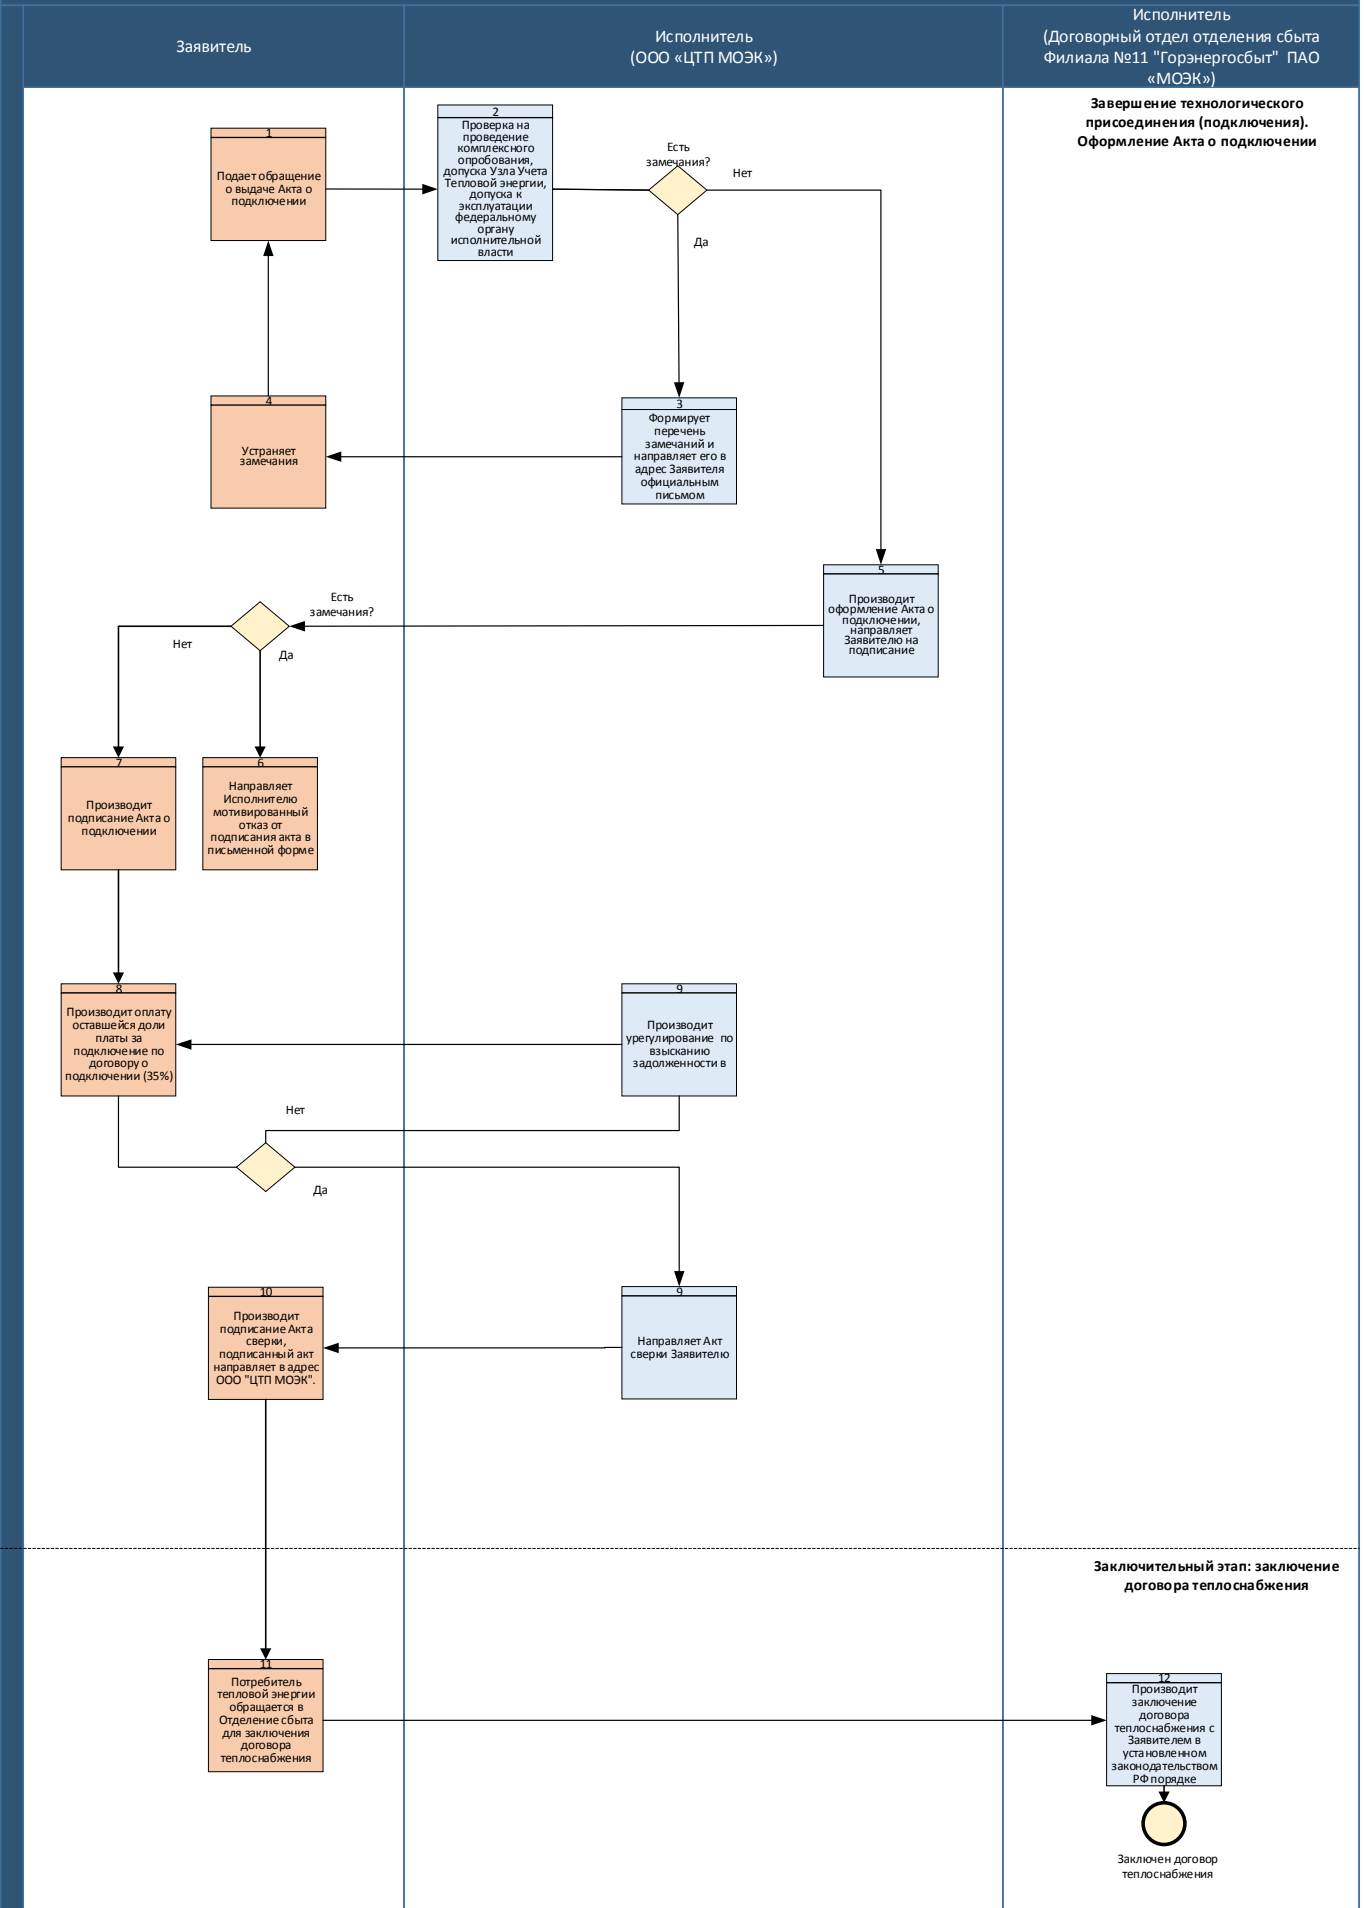 Заявитель
Исполнитель
(ООО «ЦТП МОЭК»)
Исполнитель
(Договорный отдел отделения сбыта
Филиала №11 "Горэнергосбыт" ПАО
«МОЭК»)
Завершение технологического
присоединения (подключения).
Оформление Акта о подключении
1
Подает обращение
о выдаче Акта о
подключении
2
Проверка на
проведение
комплексного
опробования,
допуска Узла Учета
Тепловой энергии,
допуска к
эксплуатации
федеральному
органу
исполнительной
власти
Есть
замечания?
Нет
Да
3
Формирует
перечень
замечаний и
направляет его в
адрес Заявителя
официальным
письмом
4
Устраняет
замечания
5
Производит
оформление Акта о
подключении,
направляет
Заявителю на
подписание
Есть
замечания?
Нет
Да
7
Производит
подписание Акта о
подключении
6
Направляет
Исполнителю
мотивированный
отказ от
подписания акта в
письменной форме
8
Производит оплату
оставшейся доли
платы за
подключение по
договору о
подключении (35%)
9
Производит
урегулирование по
взысканию
задолженности в
Нет
Да
10
Производит
подписание Акта
сверки,
подписанный акт
направляет в адрес
ООО "ЦТП МОЭК".
9
Направляет Акт
сверки Заявителю
Заключительный этап: заключение
договора теплоснабжения
11
Потребитель
тепловой энергии
обращается в
Отделение сбыта
для заключения
договора
теплоснабжения
12
Производит
заключение
договора
теплоснабжения с
Заявителем в
установленном
законодательством
РФ порядке
Заключен договор
теплоснабжения